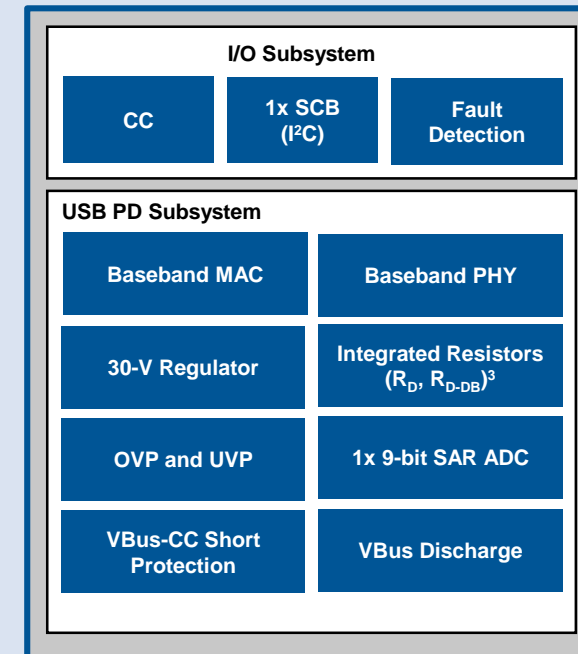 I/O Subsystem
CC
1x SCB
(I²C)
Fault
Detection
USB PD Subsystem
Baseband MAC
Baseband PHY
30-V Regulator
Integrated Resistors
(R_D, R_D-DB)³
OVP and UVP
1x 9-bit SAR ADC
VBus-CC Short
Protection
VBus Discharge